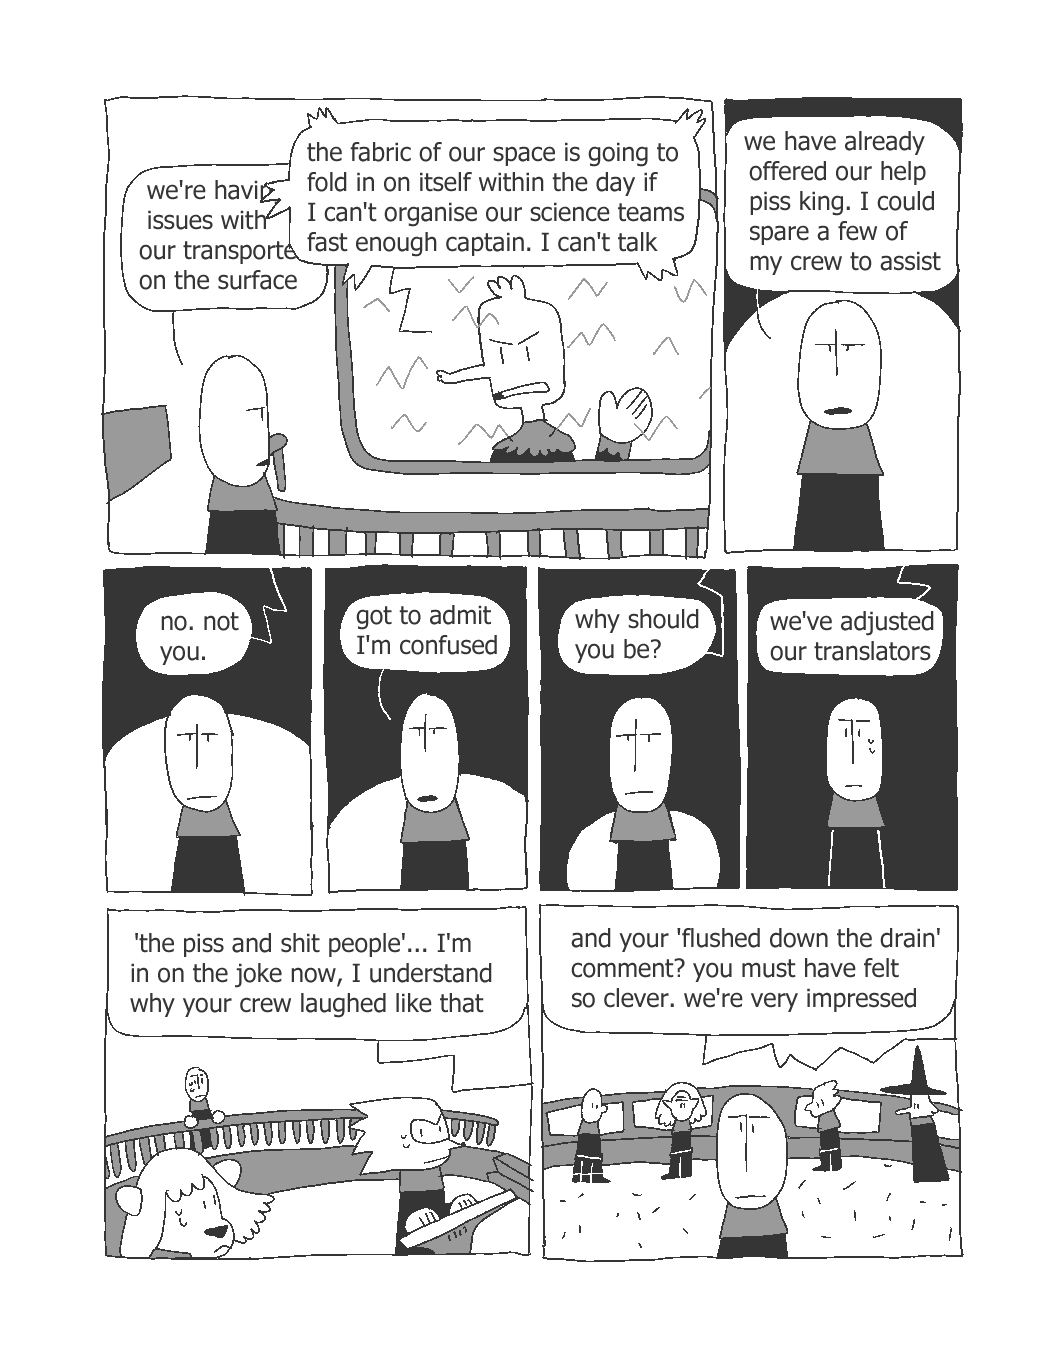 we're havin
issues with
our transporte
on the surface
the fabric of our space is going to
fold in on itself within the day if
I can't organise our science teams
fast enough captain. I can't talk
we have already
offered our help
piss king. I could
spare a few of
my crew to assist
no. not
you.
got to admit
I'm confused
why should
you be?
we've adjusted
our translators
'the piss and shit people'... I'm
in on the joke now, I understand
why your crew laughed like that
and your 'flushed down the drain'
comment? you must have felt
so clever. we're very impressed